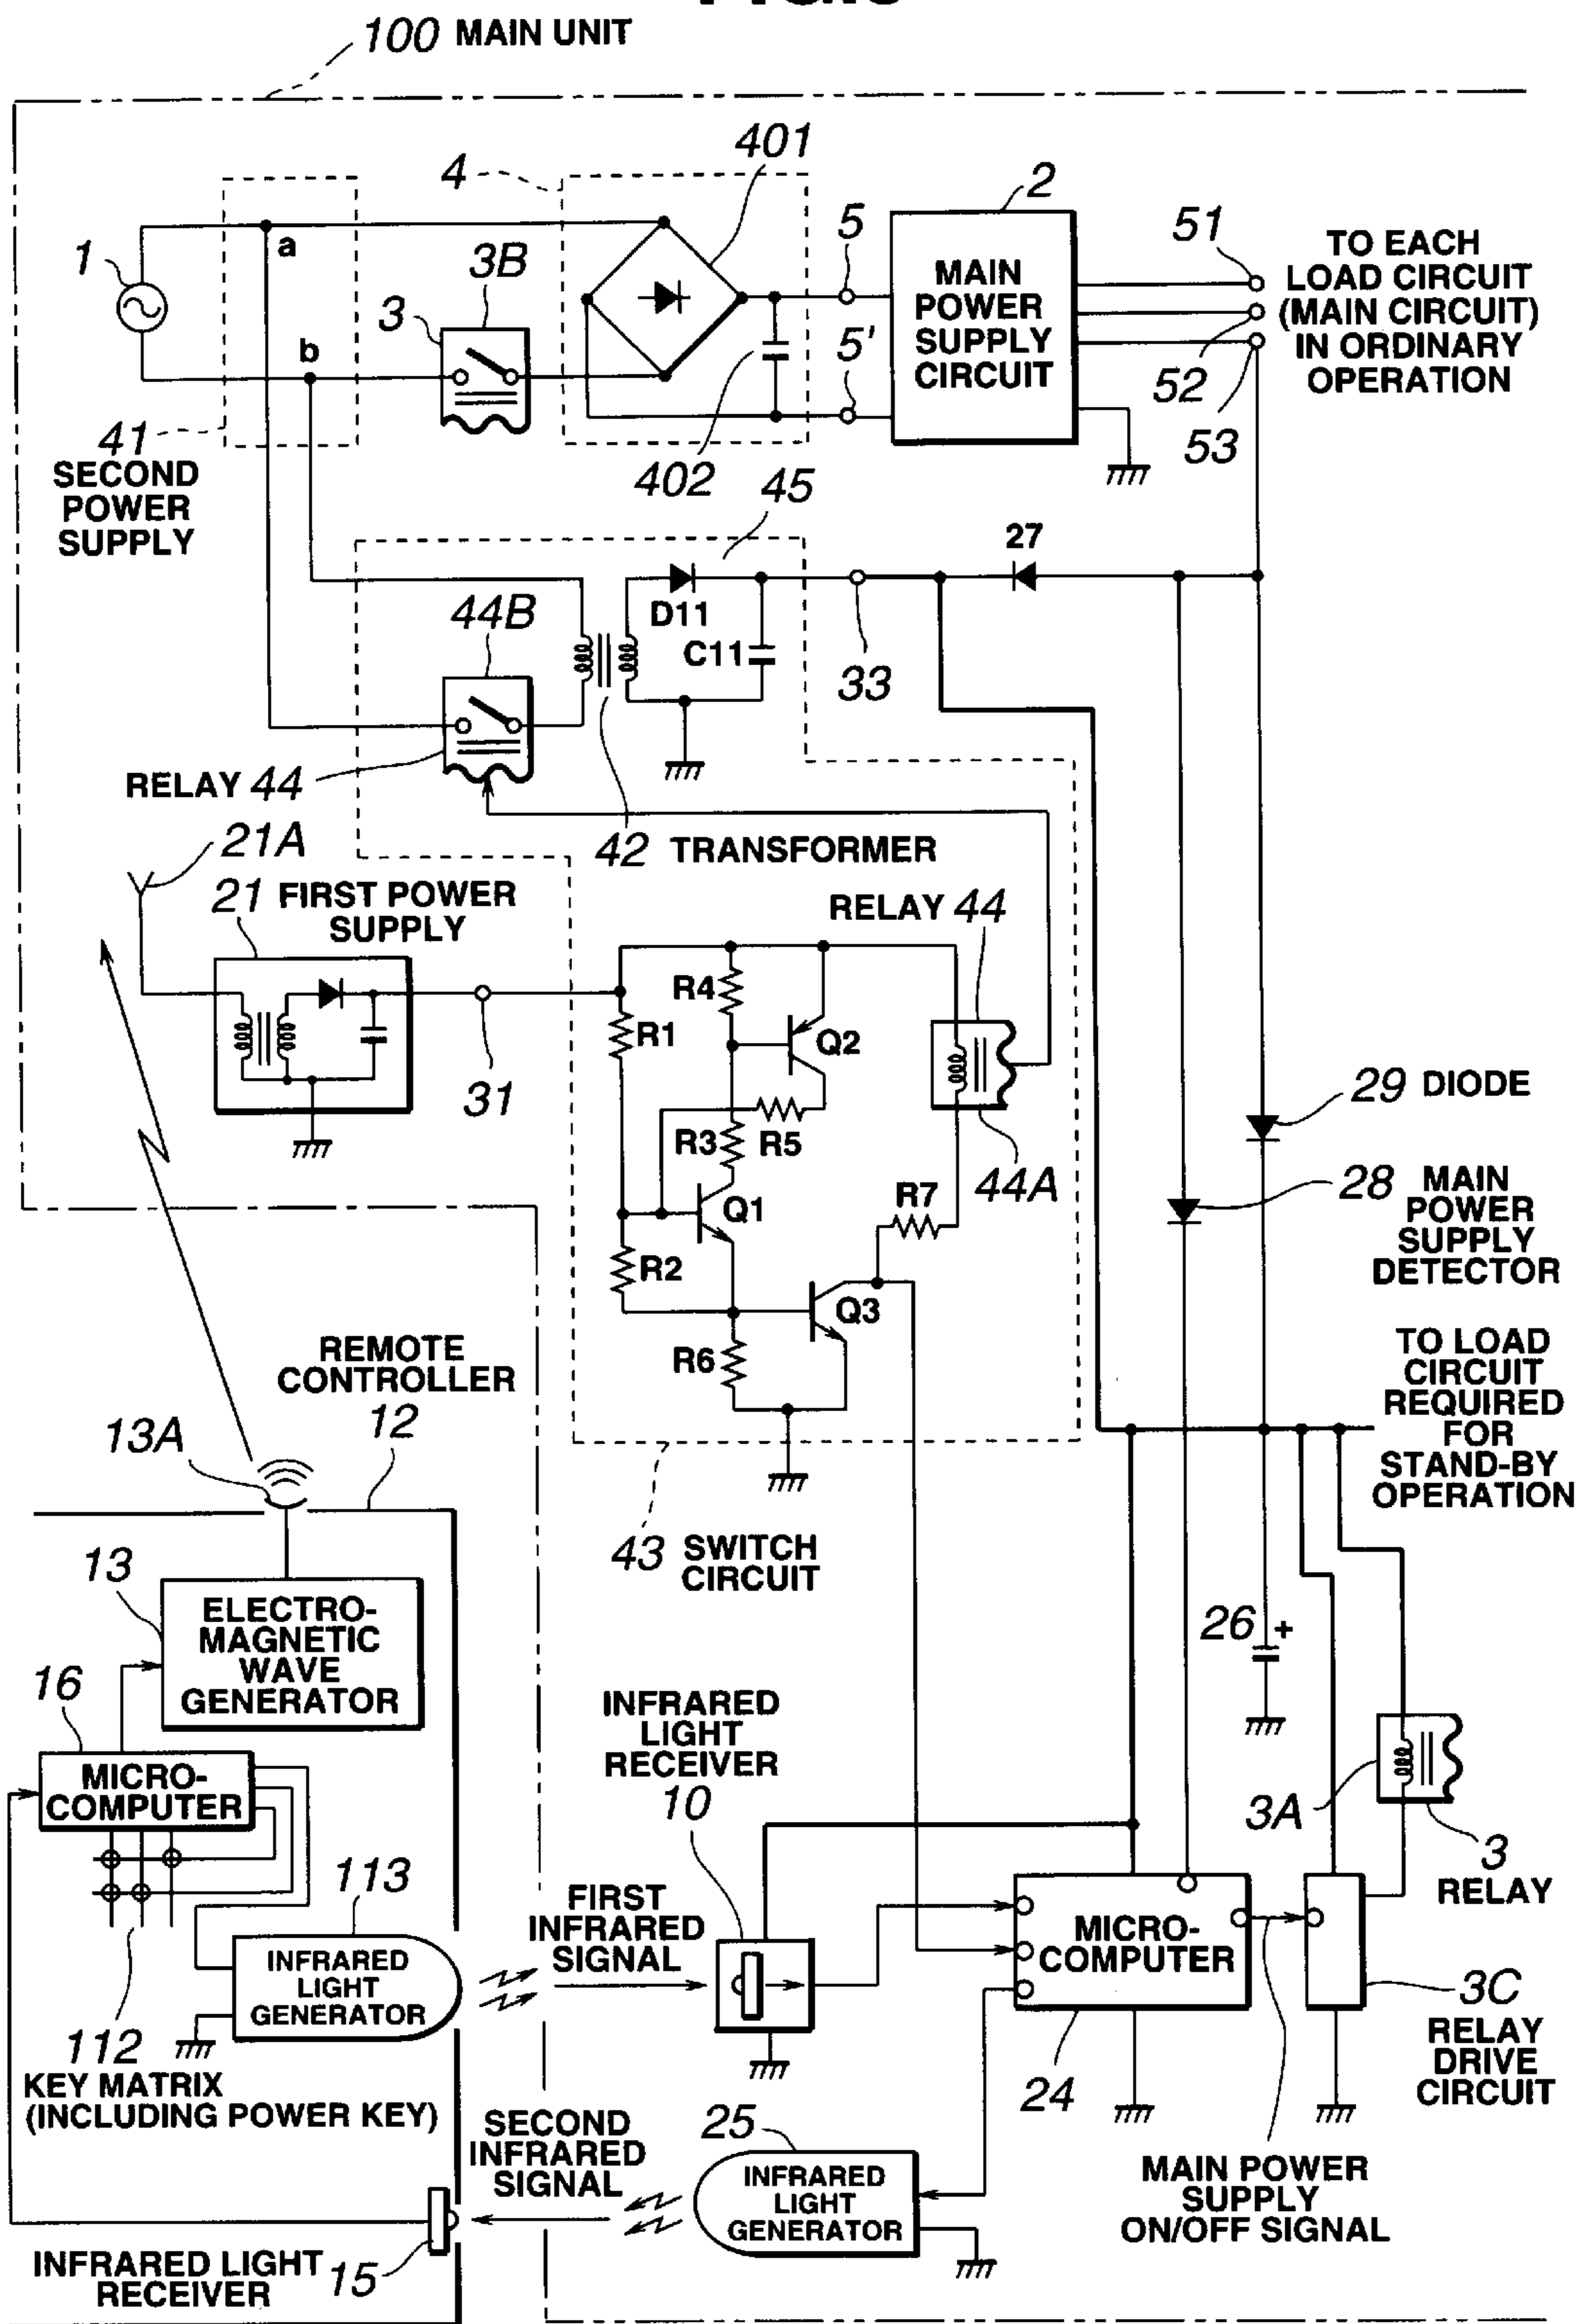 100 MAIN UNIT
401
4
2
5
51
TO EACH
LOAD CIRCUIT
(MAIN CIRCUIT)
IN ORDINARY
OPERATION
1
a
3B
3
MAIN
POWER
SUPPLY
CIRCUIT
b
5'
52
53
41
SECOND
POWER
SUPPLY
402
45
27
44B
D11
C11
33
RELAY 44
21A
42 TRANSFORMER
21 FIRST POWER
SUPPLY
RELAY 44
R4
R1
Q2
31
29 DIODE
R3
R5
44A
28 MAIN
POWER
SUPPLY
DETECTOR
R7
Q1
R2
Q3
REMOTE
CONTROLLER
12
R6
TO LOAD
CIRCUIT
REQUIRED
FOR
STAND-BY
OPERATION
13A
43 SWITCH
CIRCUIT
13
ELECTRO-
MAGNETIC
WAVE
GENERATOR
26 +
16
INFRARED
LIGHT
RECEIVER
10
MICRO-
COMPUTER
3A
3
RELAY
113
FIRST
INFRARED
SIGNAL
MICRO-
COMPUTER
INFRARED
LIGHT
GENERATOR
3C
RELAY
DRIVE
CIRCUIT
112
KEY MATRIX
(INCLUDING POWER KEY)
24
SECOND
INFRARED
SIGNAL
25
INFRARED
LIGHT
GENERATOR
MAIN POWER
SUPPLY
ON/OFF SIGNAL
INFRARED LIGHT
RECEIVER
15